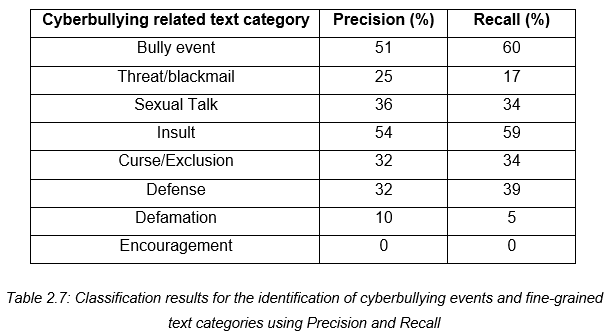 Cyberbullying related text category Precision (%) Recall (%)
Bully event 51 60
Threat/blackmail 25 17
Sexual Talk 36 34
Insult 54 59
Curse/Exclusion 32 34
Defense 32 39
Defamation 10 5
Encouragement 0 0
Table 2.7: Classification results for the identification of cyberbullying events and fine-grained
text categories using Precision and Recall